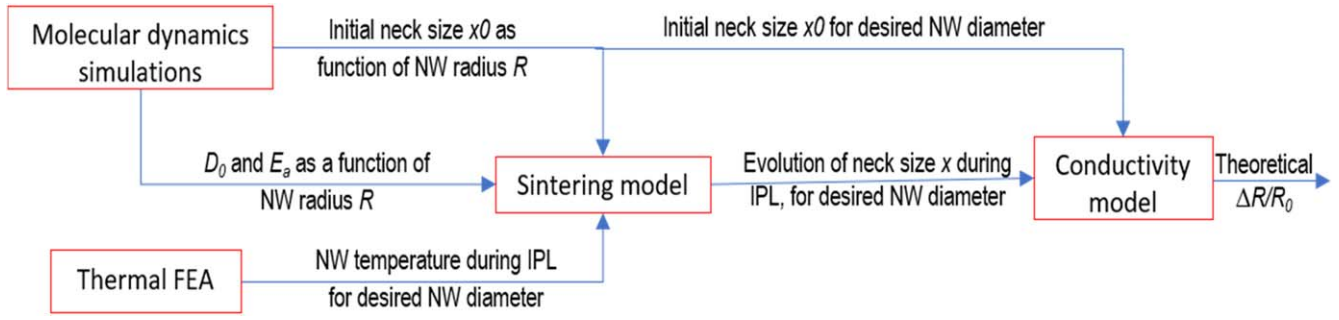 Molecular dynamics
simulations
Initial neck size x0 as
function of NW radius R
Initial neck size x0 for desired NW diameter
D0 and Ea as a function of
NW radius R
Sintering model
Evolution of neck size x during
IPL, for desired NW diameter
Conductivity
model
Theoretical
ΔR/R0
Thermal FEA
NW temperature during IPL
for desired NW diameter